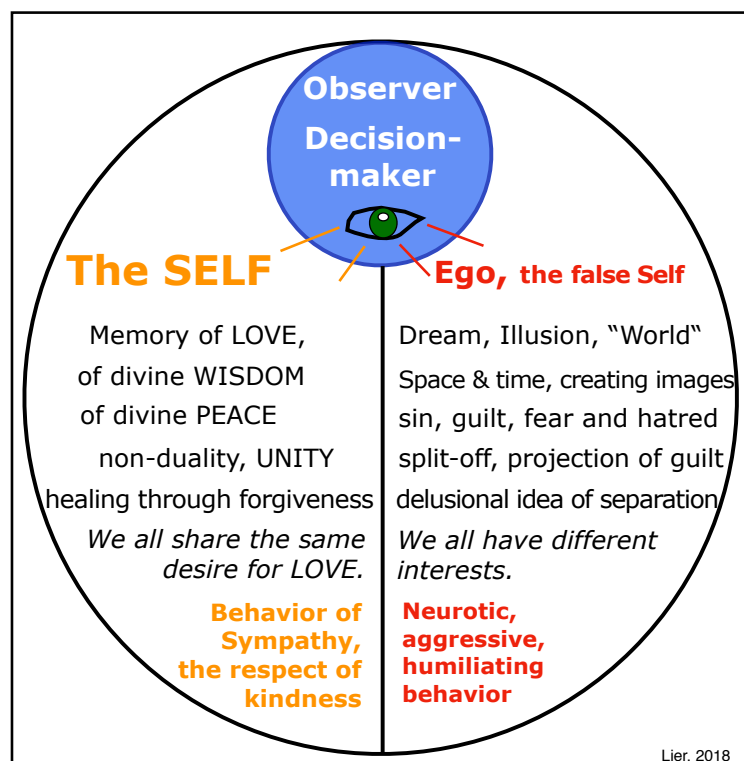 Observer
Decision-
maker
The SELF
Memory of LOVE,
of divine WISDOM
of divine PEACE
non-duality, UNITY
healing through forgiveness
We all share the same
desire for LOVE.
Behavior of
Sympathy,
the respect of
kindness
Ego, the false Self
Dream, Illusion, “World“
Space & time, creating images
sin, guilt, fear and hatred
split-off, projection of guilt
delusional idea of separation
We all have different
interests.
Neurotic,
aggressive,
humiliating
behavior
Lier, 2018